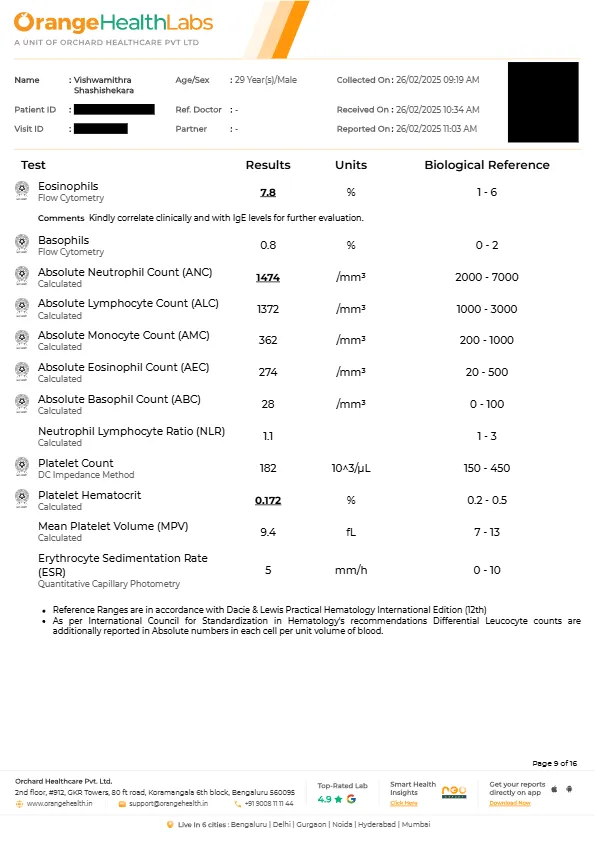 OrangeHealthLabs
A UNIT OF ORCHARD HEALTHCARE PVT LTD
Name : Vishwamithra Shashishekara Age/Sex : 29 Year(s)/Male Collected On : 26/02/2025 09:19 AM
Patient ID : Ref. Doctor : - Received On : 26/02/2025 10:34 AM
Visit ID : Partner : - Reported On : 26/02/2025 11:03 AM
Test Results Units Biological Reference
Eosinophils 7.8 % 1 - 6
Flow Cytometry
Comments Kindly correlate clinically and with IgE levels for further evaluation.
Basophils 0.8 % 0 - 2
Flow Cytometry
Absolute Neutrophil Count (ANC) 1474 /mm³ 2000 - 7000
Calculated
Absolute Lymphocyte Count (ALC) 1372 /mm³ 1000 - 3000
Calculated
Absolute Monocyte Count (AMC) 362 /mm³ 200 - 1000
Calculated
Absolute Eosinophil Count (AEC) 274 /mm³ 20 - 500
Calculated
Absolute Basophil Count (ABC) 28 /mm³ 0 - 100
Calculated
Neutrophil Lymphocyte Ratio (NLR) 1.1 1 - 3
Calculated
Platelet Count 182 10^3/µL 150 - 450
DC Impedance Method
Platelet Hematocrit 0.172 % 0.2 - 0.5
Calculated
Mean Platelet Volume (MPV) 9.4 fL 7 - 13
Calculated
Erythrocyte Sedimentation Rate (ESR) 5 mm/h 0 - 10
Quantitative Capillary Photometry
• Reference Ranges are in accordance with Dacie & Lewis Practical Hematology International Edition (12th)
• As per International Council for Standardization in Hematology's recommendations Differential Leucocyte counts are
additionally reported in Absolute numbers in each cell per unit volume of blood.
Page 9 of 16
Orchard Healthcare Pvt. Ltd.
2nd floor, #912, GKR Towers, 80 ft road, Koramangala 6th block, Bengaluru 560095
www.orangehealth.in support@orangehealth.in +91 9008 11 11 44
Top-Rated Lab
4.9 ★ G
Smart Health Insights
Click Here
Get your reports directly on app
Download Now
Live in 6 cities : Bengaluru | Delhi | Gurgaon | Noida | Hyderabad | Mumbai